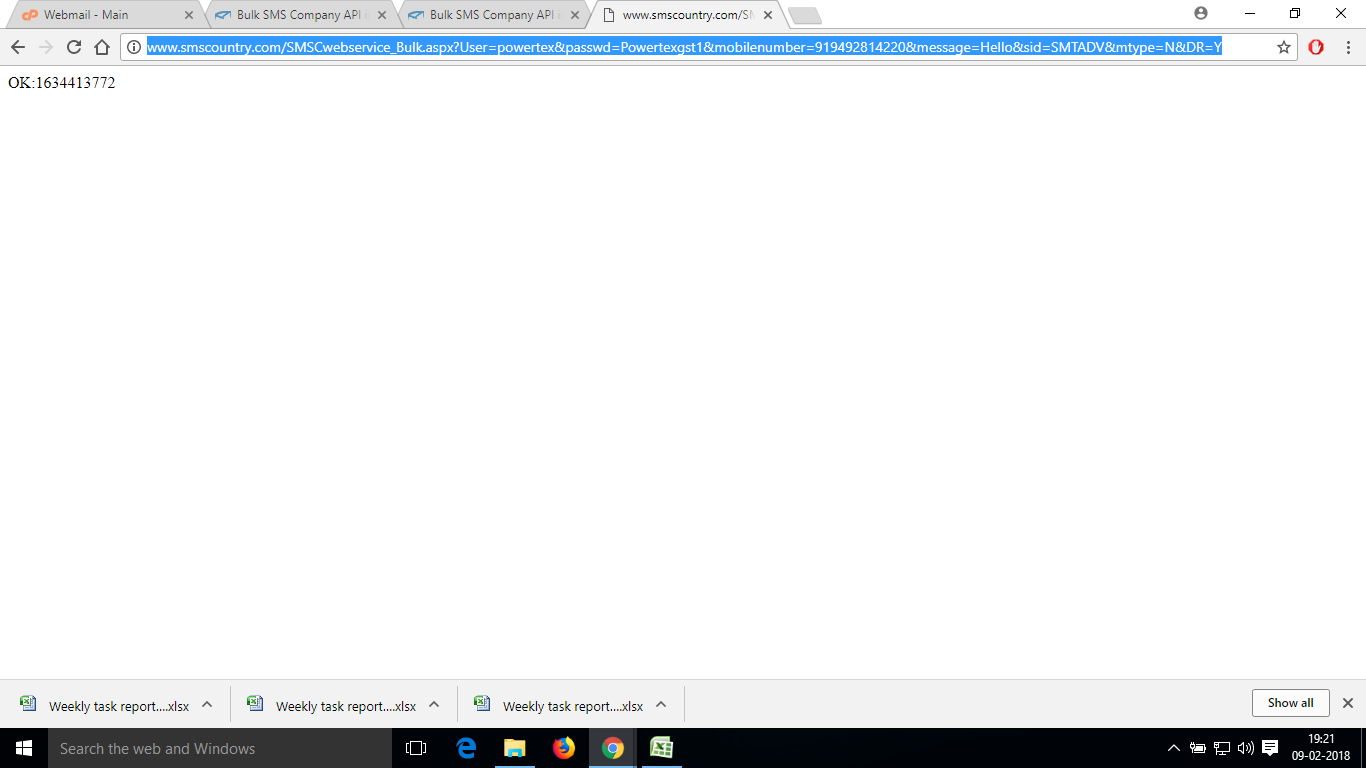 Webmail - Main
Bulk SMS Company API i
Bulk SMS Company API i
www.smscountry.com/SM
www.smscountry.com/SMSCwebservice_Bulk.aspx?User=powertex&passwd=Powertexgst1&mobilenumber=919492814220&message=Hello&sid=SMTADV&mtype=N&DR=Y
OK:1634413772
Weekly task report....xlsx
Weekly task report....xlsx
Weekly task report....xlsx
Show all
Search the web and Windows
19:21
09-02-2018